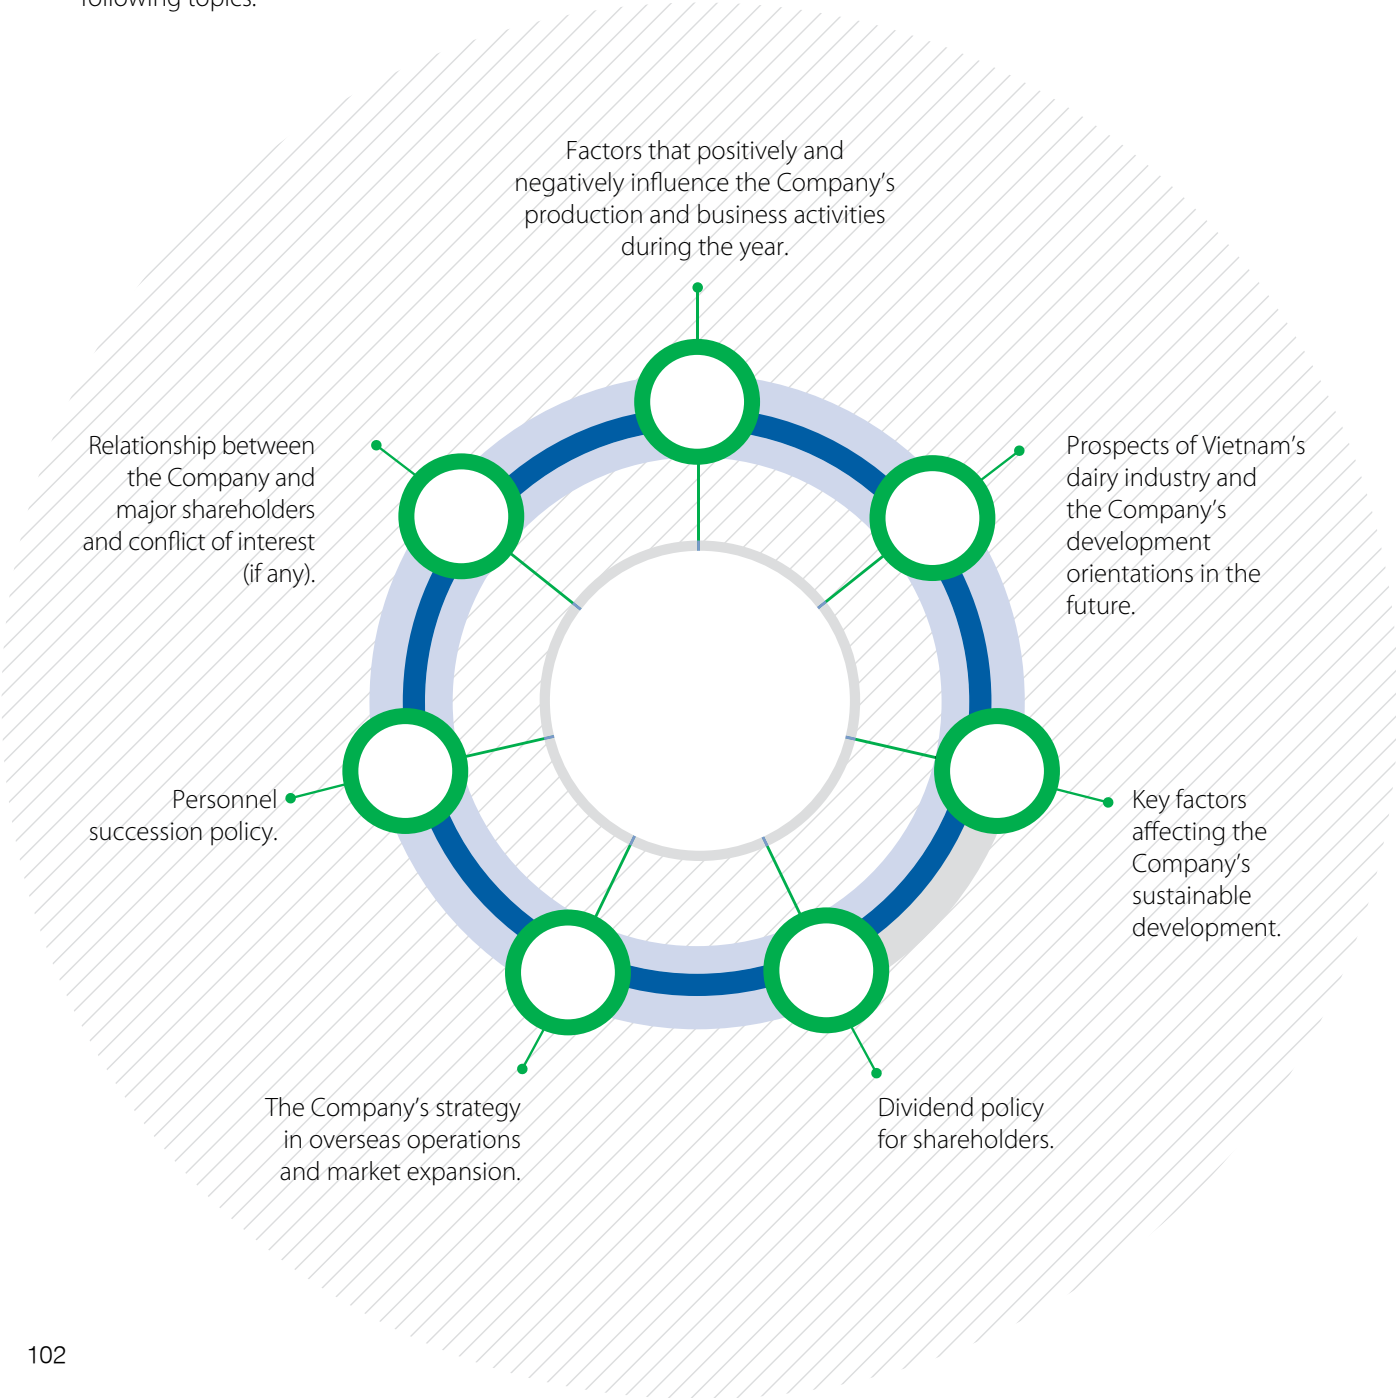 following topics:
Factors that positively and
negatively influence the Company’s
production and business activities
during the year.
Prospects of Vietnam’s
dairy industry and
the Company’s
development
orientations in the
future.
Key factors
affecting the
Company’s
sustainable
development.
Dividend policy
for shareholders.
The Company’s strategy
in overseas operations
and market expansion.
Personnel
succession policy.
Relationship between
the Company and
major shareholders
and conflict of interest
(if any).
102